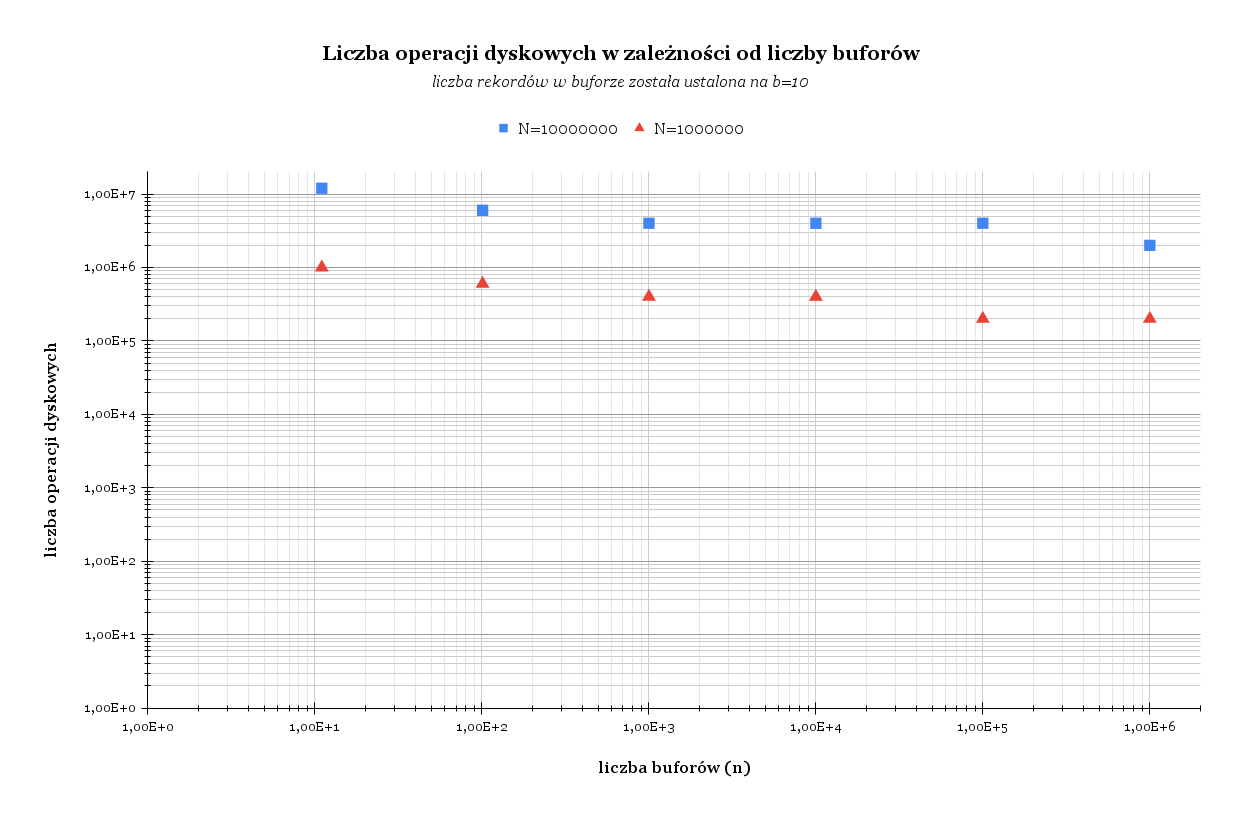 Liczba operacji dyskowych w zależności od liczby buforów
liczba rekordów w buforze została ustalona na b=10
N=10000000 N=1000000
1,00E+7
1,00E+6
1,00E+5
1,00E+4
1,00E+3
1,00E+2
1,00E+1
1,00E+0
liczba operacji dyskowych
1,00E+0 1,00E+1 1,00E+2 1,00E+3 1,00E+4 1,00E+5 1,00E+6
liczba buforów (n)